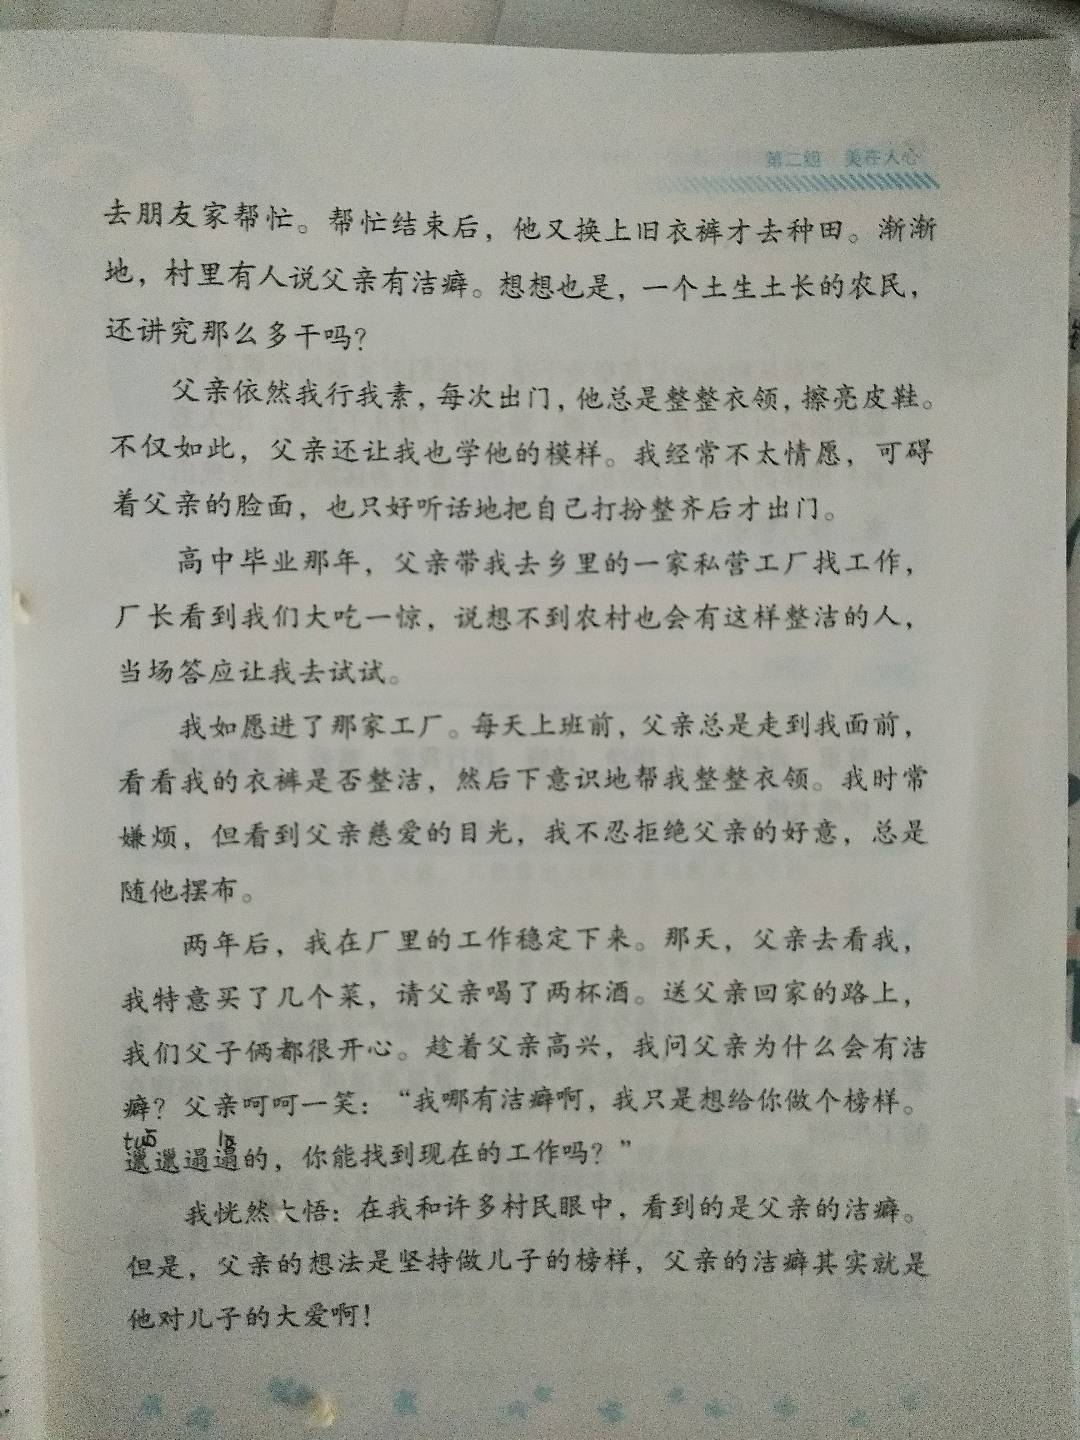 第二组 美在人心
去朋友家帮忙。帮忙结束后，他又换上旧衣裤才去种田。渐渐
地，村里有人说父亲有洁癖。想想也是，一个土生土长的农民，
还讲究那么多干吗？
父亲依然我行我素，每次出门，他总是整整衣领，擦亮皮鞋。
不仅如此，父亲还让我也学他的模样。我经常不太情愿，可碍
着父亲的脸面，也只好听话地把自己打扮整齐后才出门。
高中毕业那年，父亲带我去乡里的一家私营工厂找工作，
厂长看到我们大吃一惊，说想不到农村也会有这样整洁的人，
当场答应让我去试试。
我如愿进了那家工厂。每天上班前，父亲总是走到我面前，
看看我的衣裤是否整洁，然后下意识地帮我整整衣领。我时常
嫌烦，但看到父亲慈爱的目光，我不忍拒绝父亲的好意，总是
随他摆布。
两年后，我在厂里的工作稳定下来。那天，父亲去看我，
我特意买了几个菜，请父亲喝了两杯酒。送父亲回家的路上，
我们父子俩都很开心。趁着父亲高兴，我问父亲为什么会有洁
癖？父亲呵呵一笑：“我哪有洁癖啊，我只是想给你做个榜样。
邋邋遢遢的，你能找到现在的工作吗？”
我恍然大悟：在我和许多村民眼中，看到的是父亲的洁癖。
但是，父亲的想法是坚持做儿子的榜样，父亲的洁癖其实就是
他对儿子的大爱啊！